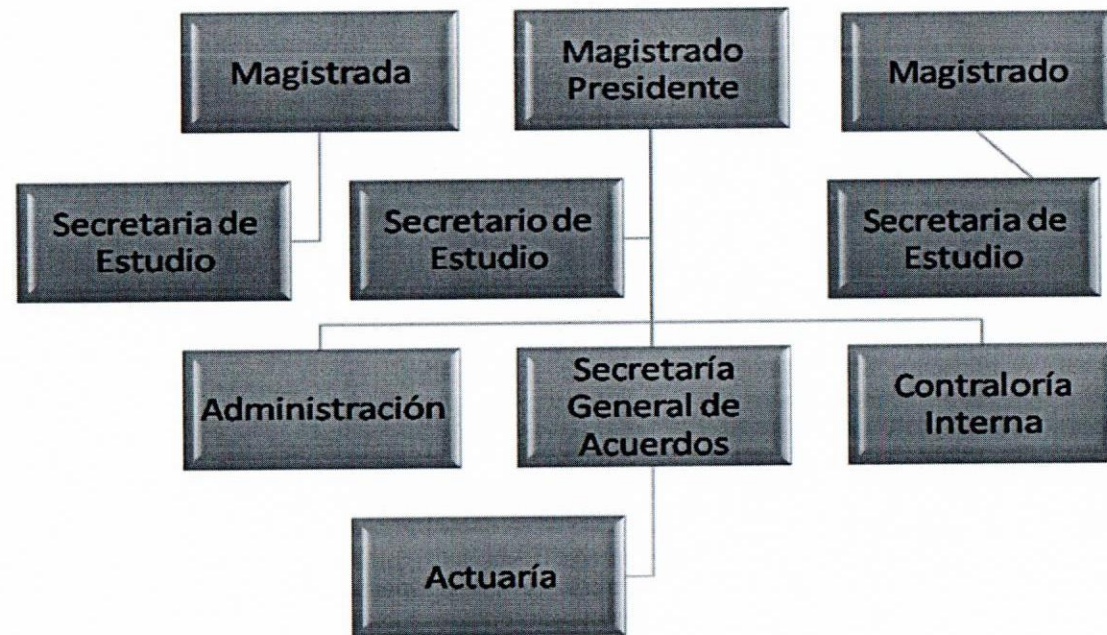 Magistrada
Magistrado
Presidente
Magistrado
Secretaria de
Estudio
Secretario de
Estudio
Secretaria de
Estudio
Administración
Secretaría
General de
Acuerdos
Contraloría
Interna
Actuaría